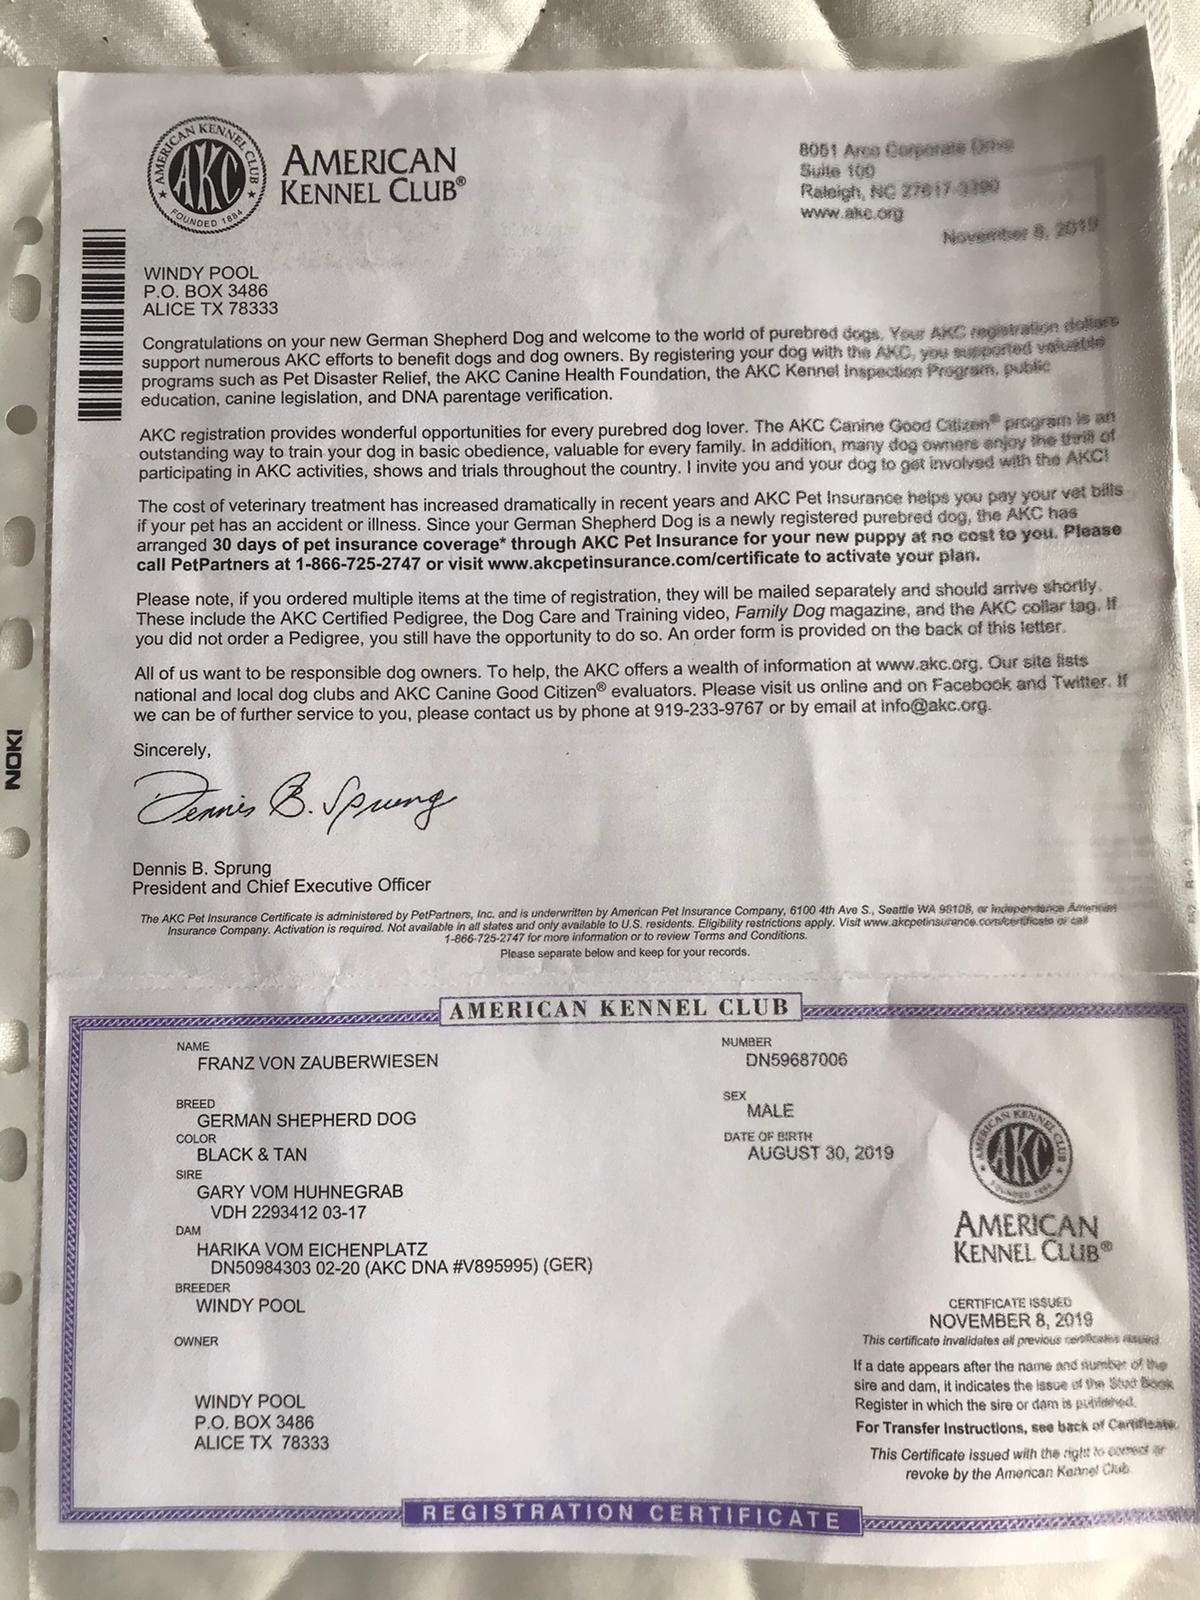 AMERICAN KENNEL CLUB
AKC
FOUNDED 1884
AMERICAN
KENNEL CLUB®
8051 Arco Corporate Drive
Suite 100
Raleigh, NC 27617-3390
www.akc.org
November 8, 2019
WINDY POOL
P.O. BOX 3486
ALICE TX 78333
Congratulations on your new German Shepherd Dog and welcome to the world of purebred dogs. Your AKC registration dollars
support numerous AKC efforts to benefit dogs and dog owners. By registering your dog with the AKC, you supported valuable
programs such as Pet Disaster Relief, the AKC Canine Health Foundation, the AKC Kennel Inspection Program, public
education, canine legislation, and DNA parentage verification.
AKC registration provides wonderful opportunities for every purebred dog lover. The AKC Canine Good Citizen® program is an
outstanding way to train your dog in basic obedience, valuable for every family. In addition, many dog owners enjoy the thrill of
participating in AKC activities, shows and trials throughout the country. I invite you and your dog to get involved with the AKC!
The cost of veterinary treatment has increased dramatically in recent years and AKC Pet Insurance helps you pay your vet bills
if your pet has an accident or illness. Since your German Shepherd Dog is a newly registered purebred dog, the AKC has
arranged 30 days of pet insurance coverage* through AKC Pet Insurance for your new puppy at no cost to you. Please
call PetPartners at 1-866-725-2747 or visit www.akcpetinsurance.com/certificate to activate your plan.
Please note, if you ordered multiple items at the time of registration, they will be mailed separately and should arrive shortly.
These include the AKC Certified Pedigree, the Dog Care and Training video, Family Dog magazine, and the AKC collar tag. If
you did not order a Pedigree, you still have the opportunity to do so. An order form is provided on the back of this letter.
All of us want to be responsible dog owners. To help, the AKC offers a wealth of information at www.akc.org. Our site lists
national and local dog clubs and AKC Canine Good Citizen® evaluators. Please visit us online and on Facebook and Twitter. If
we can be of further service to you, please contact us by phone at 919-233-9767 or by email at info@akc.org.
NOKI
Sincerely,
Dennis B. Sprung
Dennis B. Sprung
President and Chief Executive Officer
The AKC Pet Insurance Certificate is administered by PetPartners, Inc. and is underwritten by American Pet Insurance Company, 6100 4th Ave S., Seattle WA 98108, or Independence American
Insurance Company. Activation is required. Not available in all states and only available to U.S. residents. Eligibility restrictions apply. Visit www.akcpetinsurance.com/certificate or call
1-866-725-2747 for more information or to review Terms and Conditions.
Please separate below and keep for your records.
AMERICAN KENNEL CLUB
NAME
FRANZ VON ZAUBERWIESEN
NUMBER
DN59687006
BREED
GERMAN SHEPHERD DOG
SEX
MALE
COLOR
BLACK & TAN
DATE OF BIRTH
AUGUST 30, 2019
SIRE
GARY VOM HUHNEGRAB
VDH 2293412 03-17
DAM
HARIKA VOM EICHENPLATZ
DN50984303 02-20 (AKC DNA #V895995) (GER)
BREEDER
WINDY POOL
OWNER
WINDY POOL
P.O. BOX 3486
ALICE TX 78333
AMERICAN KENNEL CLUB
AKC
FOUNDED 1884
AMERICAN
KENNEL CLUB®
CERTIFICATE ISSUED
NOVEMBER 8, 2019
This certificate invalidates all previous certificates issued.
If a date appears after the name and number of the
sire and dam, it indicates the issue of the Stud Book
Register in which the sire or dam is published.
For Transfer Instructions, see back of Certificate.
This Certificate issued with the right to correct or
revoke by the American Kennel Club.
REGISTRATION CERTIFICATE